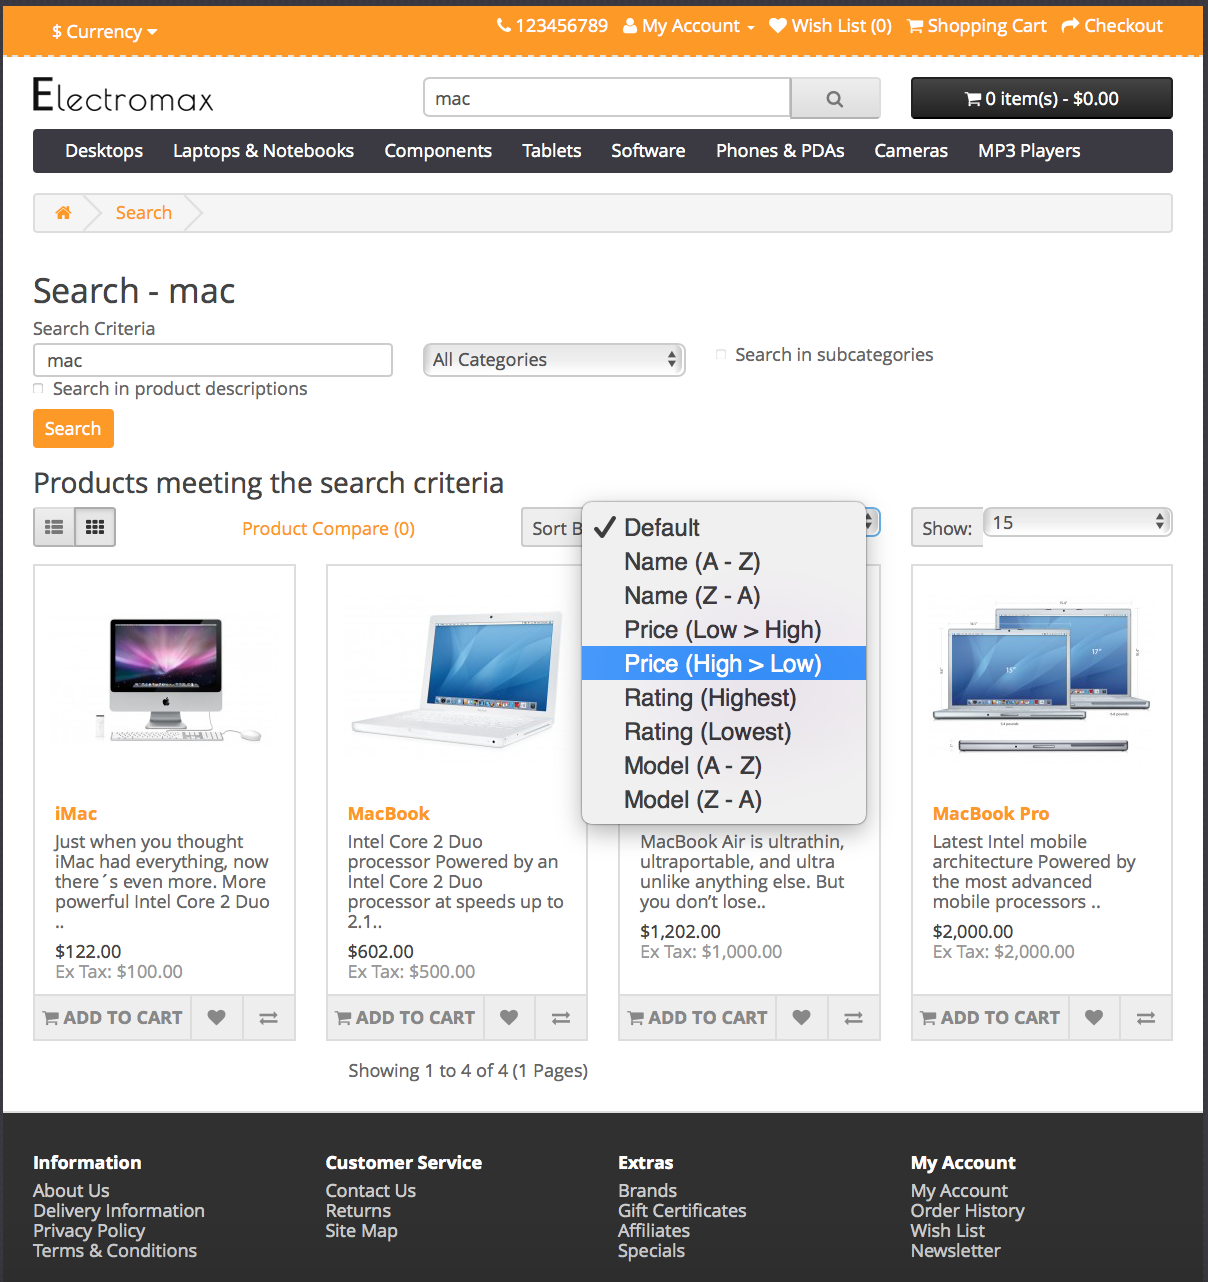 $ Currency
123456789 My Account Wish List (0) Shopping Cart Checkout
Electromax
mac
0 item(s) - $0.00
Desktops Laptops & Notebooks Components Tablets Software Phones & PDAs Cameras MP3 Players
Search
Search - mac
Search Criteria
mac
All Categories
Search in subcategories
Search in product descriptions
Search
Products meeting the search criteria
Product Compare (0)
Sort B
Default
Name (A - Z)
Name (Z - A)
Price (Low > High)
Price (High > Low)
Rating (Highest)
Rating (Lowest)
Model (A - Z)
Model (Z - A)
Show:
15
iMac
Just when you thought
iMac had everything, now
there´s even more. More
powerful Intel Core 2 Duo
..
$122.00
Ex Tax: $100.00
ADD TO CART
MacBook
Intel Core 2 Duo
processor Powered by an
Intel Core 2 Duo
processor at speeds up to
2.1..
$602.00
Ex Tax: $500.00
ADD TO CART
MacBook Air is ultrathin,
ultraportable, and ultra
unlike anything else. But
you don’t lose..
$1,202.00
Ex Tax: $1,000.00
ADD TO CART
15"
17"
MacBook Pro
Latest Intel mobile
architecture Powered by
the most advanced
mobile processors ..
$2,000.00
Ex Tax: $2,000.00
ADD TO CART
Showing 1 to 4 of 4 (1 Pages)
Information
About Us
Delivery Information
Privacy Policy
Terms & Conditions
Customer Service
Contact Us
Returns
Site Map
Extras
Brands
Gift Certificates
Affiliates
Specials
My Account
My Account
Order History
Wish List
Newsletter